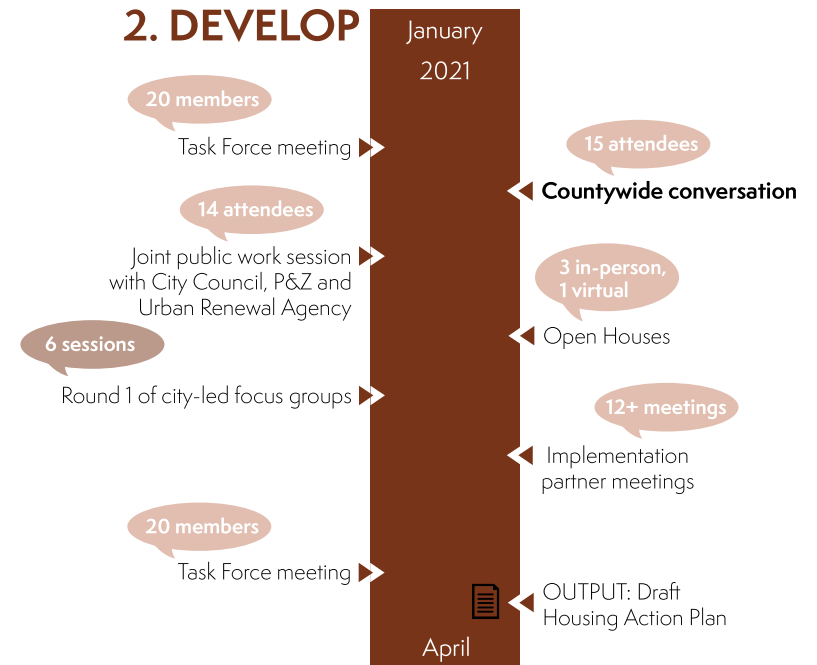 2. DEVELOP
January
2021
20 members
Task Force meeting
15 attendees
Countywide conversation
14 attendees
Joint public work session
with City Council, P&Z and
Urban Renewal Agency
3 in-person,
1 virtual
Open Houses
6 sessions
Round 1 of city-led focus groups
12+ meetings
Implementation
partner meetings
20 members
Task Force meeting
OUTPUT: Draft
Housing Action Plan
April